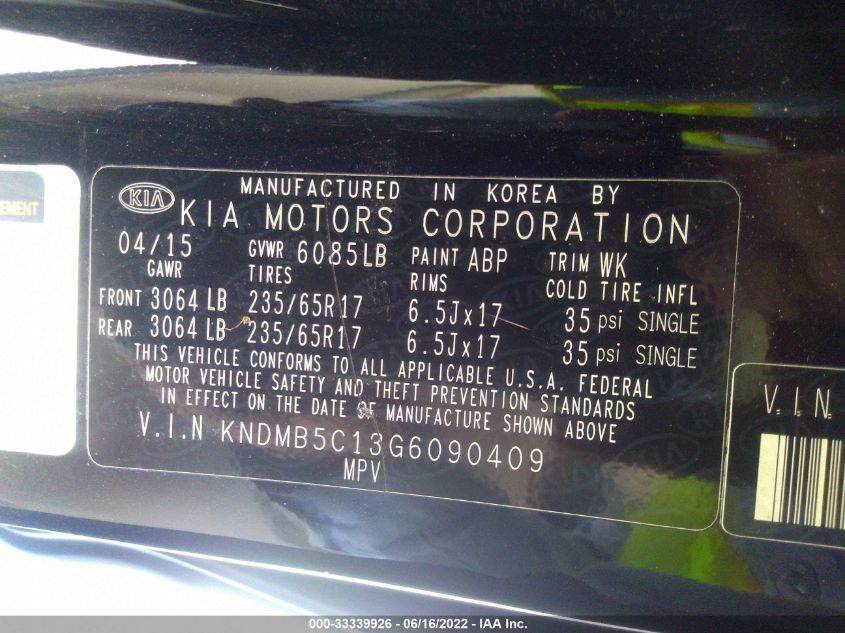 MANUFACTURED IN KOREA BY
KIA KIA MOTORS CORPORATION
04/15 GVWR 6085LB PAINT ABP TRIM WK
GAWR TIRES RIMS COLD TIRE INFL
FRONT 3064 LB 235/65R17 6.5Jx17 35 psi SINGLE
REAR 3064 LB 235/65R17 6.5Jx17 35 psi SINGLE
THIS VEHICLE CONFORMS TO ALL APPLICABLE U.S.A. FEDERAL
MOTOR VEHICLE SAFETY AND THEFT PREVENTION STANDARDS
IN EFFECT ON THE DATE OF MANUFACTURE SHOWN ABOVE
V.I.N KNDMB5C13G6090409
MPV
EMENT
V.I.N
000-33339926 - 06/16/2022 - IAA Inc.